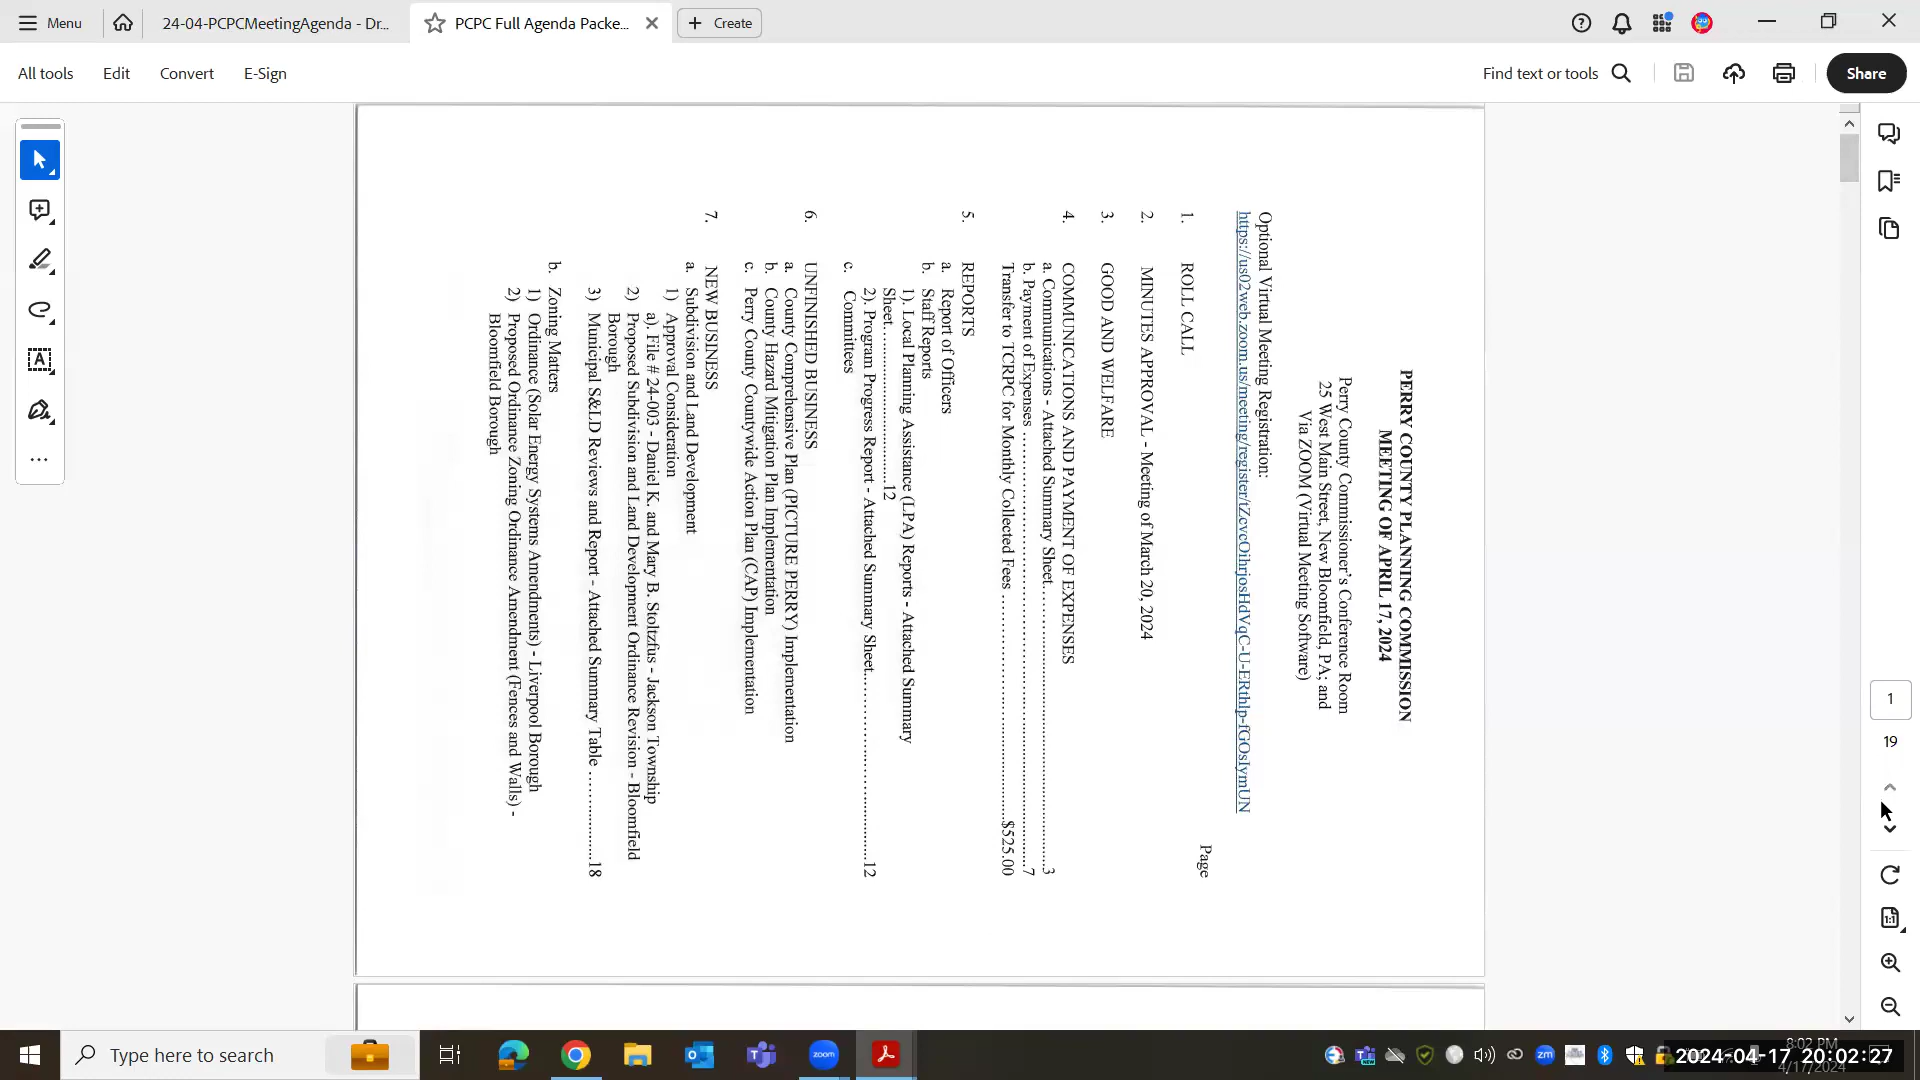 Menu
24-04-PCPCMeetingAgenda - Dr...
PCPC Full Agenda Packe...
Create
All tools
Edit
Convert
E-Sign
Find text or tools
Share
PERRY COUNTY PLANNING COMMISSION
MEETING OF APRIL 17, 2024
Perry County Commissioner's Conference Room
25 West Main Street, New Bloomfield, PA; and
Via ZOOM (Virtual Meeting Software)
Optional Virtual Meeting Registration:
Page
1. ROLL CALL
2. MINUTES APPROVAL - Meeting of March 20, 2024
3. GOOD AND WELFARE
4. COMMUNICATIONS AND PAYMENT OF EXPENSES
a. Communications - Attached Summary Sheet.........................................3
b. Payment of Expenses ..........................................................................7
Transfer to TCRPC for Monthly Collected Fees .......................................$525.00
5. REPORTS
a. Report of Officers
b. Staff Reports
1). Local Planning Assistance (LPA) Reports - Attached Summary
Sheet..............................12
2). Program Progress Report - Attached Summary Sheet..............................12
c. Committees
6. UNFINISHED BUSINESS
a. County Comprehensive Plan (PICTURE PERRY) Implementation
b. County Hazard Mitigation Plan Implementation
c. Perry County Countywide Action Plan (CAP) Implementation
7. NEW BUSINESS
a. Subdivision and Land Development
1) Approval Consideration
a). File # 24-003 - Daniel K. and Mary B. Stoltzfus - Jackson Township
2) Proposed Subdivision and Land Development Ordinance Revision - Bloomfield
Borough
3) Municipal S&LD Reviews and Report - Attached Summary Table ..............18
b. Zoning Matters
1) Ordinance (Solar Energy Systems Amendments) - Liverpool Borough
2) Proposed Ordinance Zoning Ordinance Amendment (Fences and Walls) -
Bloomfield Borough
1
19
Type here to search
8:02 PM
4/17/2024
2024-04-17 20:02:27